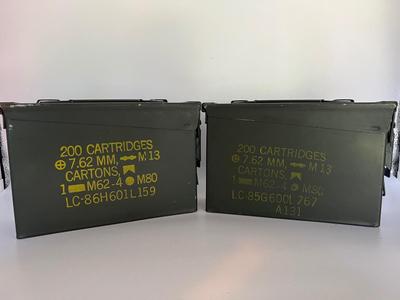 200 CARTRIDGES
7.62 MM, M13
CARTONS,
1 M62-4 M80
LC-86H601L159
200 CARTRIDGES
7.62 MM, M13
CARTONS,
1 M62-4 M80
LC-85G600L767
A131